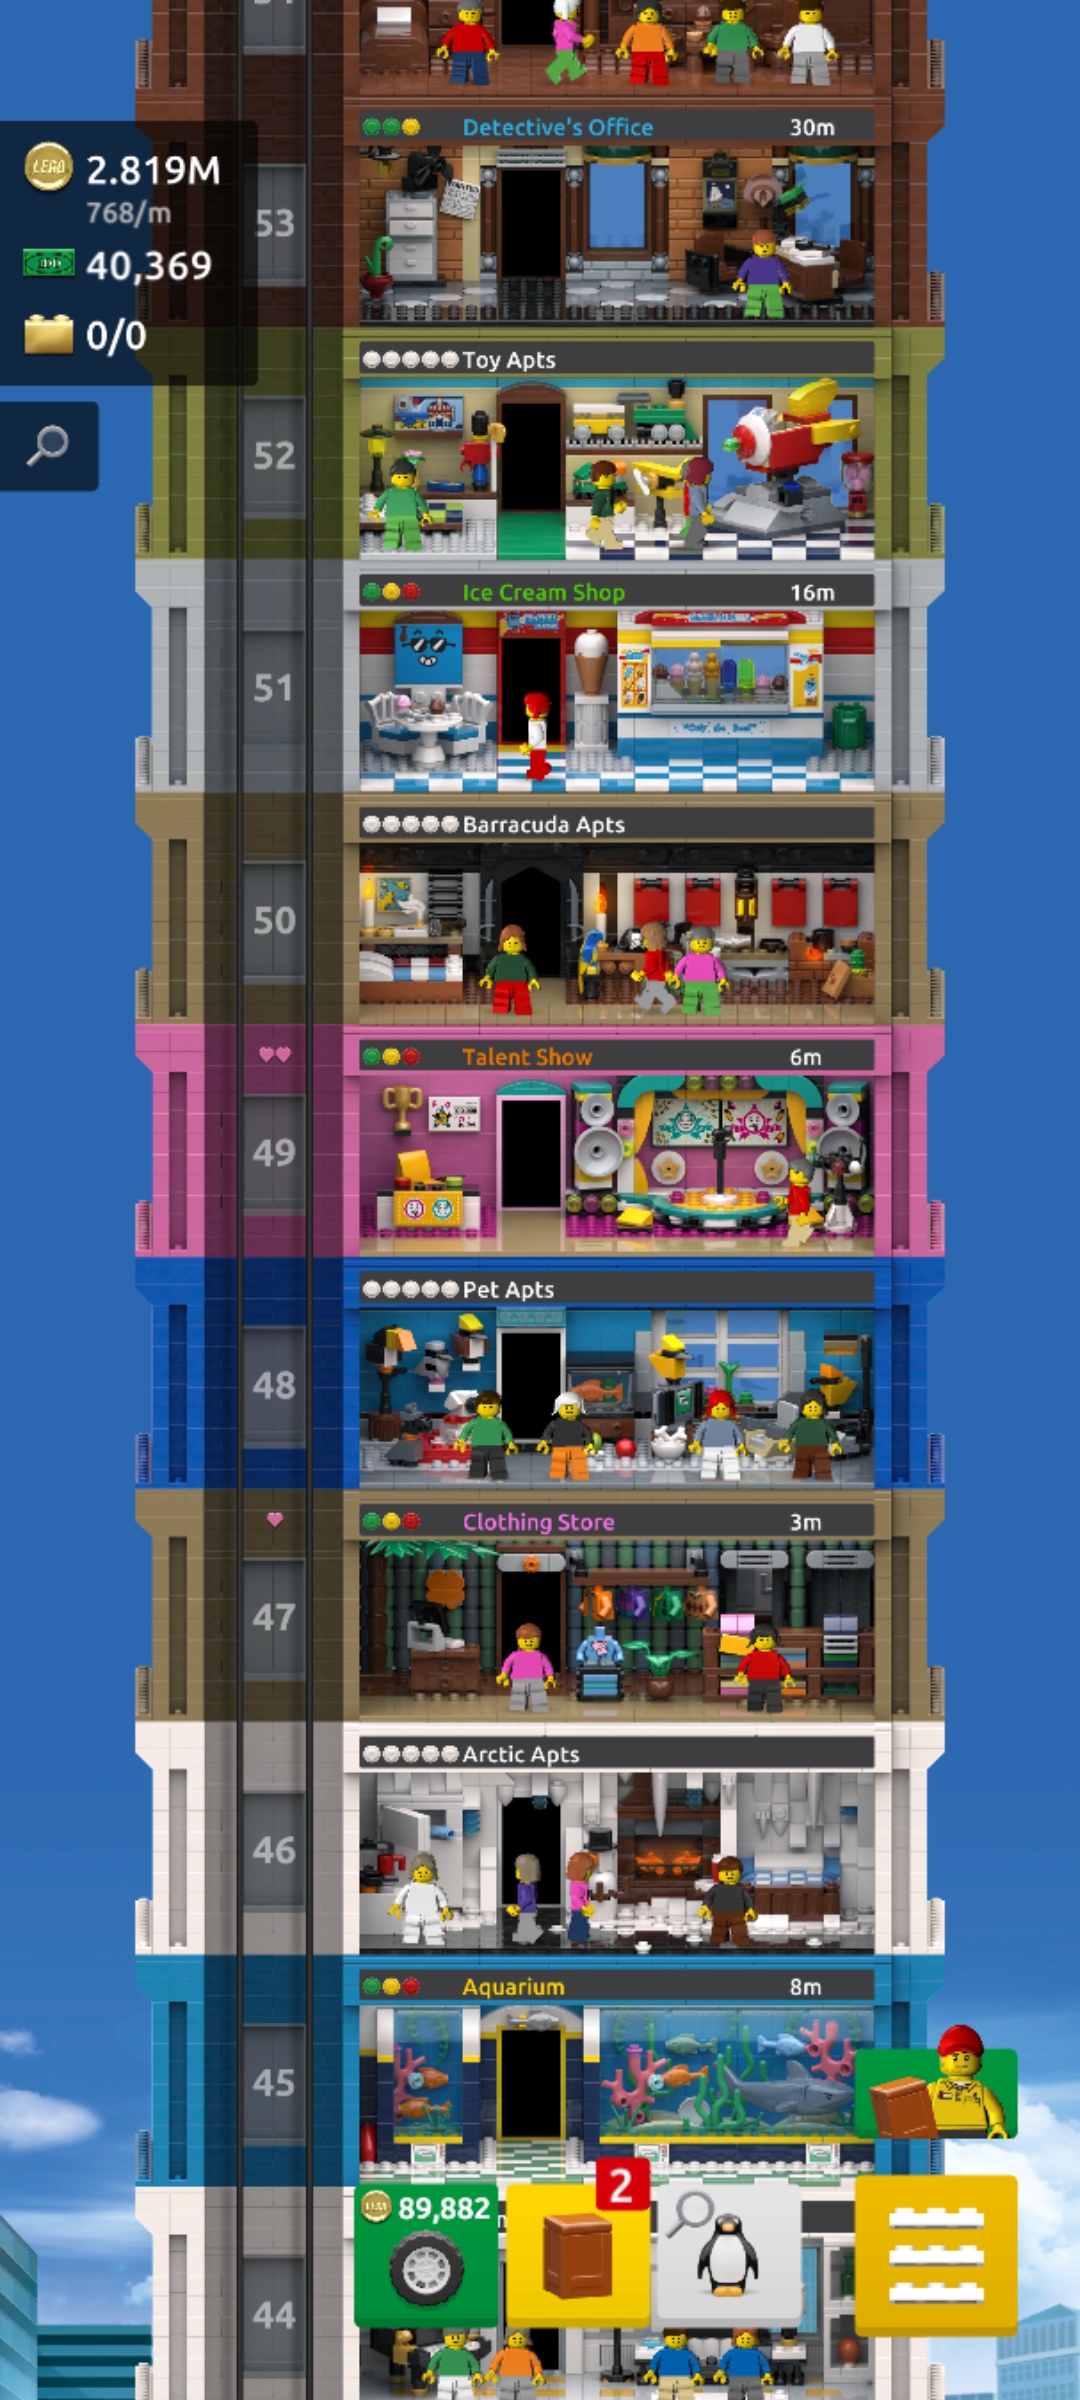 Detective's Office 30m
LEGO 2.819M
768/m
53
40,369
0/0
Toy Apts
52
Ice Cream Shop 16m
51
Barracuda Apts
50
Talent Show 6m
49
Pet Apts
48
Clothing Store 3m
47
Arctic Apts
46
Aquarium 8m
45
2
89,882
44